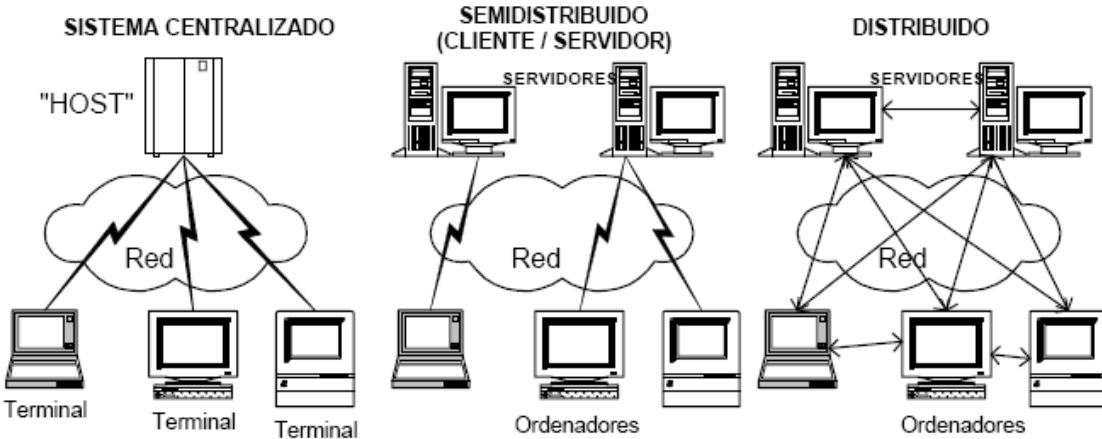 SISTEMA CENTRALIZADO
"HOST"
Red
Terminal
Terminal
Terminal
SEMIDISTRIBUIDO
(CLIENTE / SERVIDOR)
SERVIDORES
Red
Ordenadores
DISTRIBUIDO
SERVIDORES
Red
Ordenadores